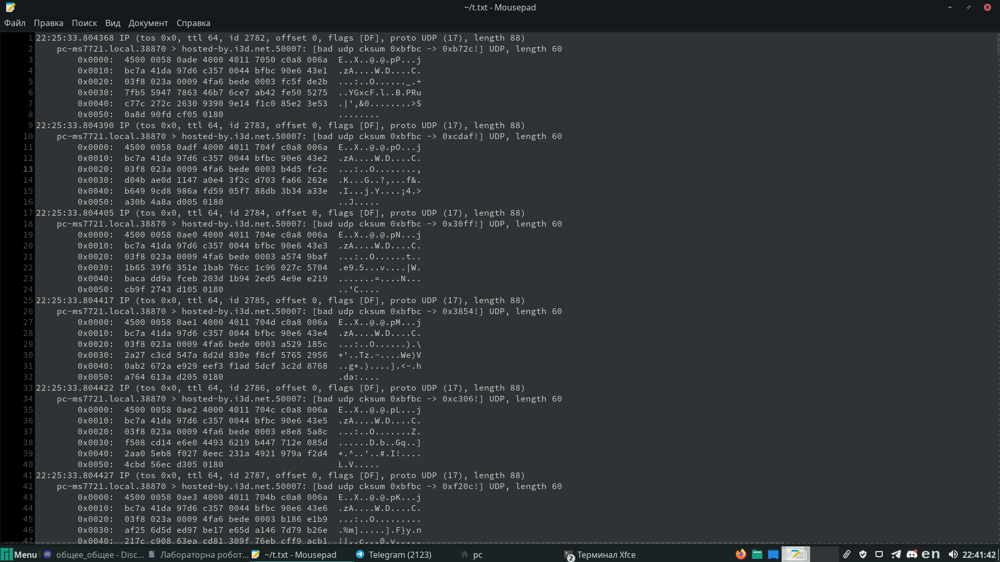 ~/t.txt - Mousepad
Файл Правка Поиск Вид Документ Справка
1 22:25:33.804368 IP (tos 0x0, ttl 64, id 2782, offset 0, flags [DF], proto UDP (17), length 88)
2 pc-ms7721.local.38870 > hosted-by.i3d.net.50007: [bad udp cksum 0xbfbc -> 0xb72c!] UDP, length 60
3 0x0000: 4500 0058 0ade 4000 4011 7050 c0a8 006a E..X..@.@.pP...j
4 0x0010: bc7a 41da 97d6 c357 0044 bfbc 90e6 43e1 .zA....W.D....C.
5 0x0020: 03f8 023a 0009 4fa6 bede 0003 fc5f de2b ...:..O......_.+
6 0x0030: 7fb5 5947 7863 46b7 6ce7 ab42 fe50 5275 ..YGxcF.l..B.PRu
7 0x0040: c77c 272c 2630 9390 9e14 f1c0 85e2 3e53 .|',&0........>S
8 0x0050: 0a8d 90fd cf05 0180 ........
9 22:25:33.804390 IP (tos 0x0, ttl 64, id 2783, offset 0, flags [DF], proto UDP (17), length 88)
10 pc-ms7721.local.38870 > hosted-by.i3d.net.50007: [bad udp cksum 0xbfbc -> 0xcdaf!] UDP, length 60
11 0x0000: 4500 0058 0adf 4000 4011 704f c0a8 006a E..X..@.@.pO...j
12 0x0010: bc7a 41da 97d6 c357 0044 bfbc 90e6 43e2 .zA....W.D....C.
13 0x0020: 03f8 023a 0009 4fa6 bede 0003 b4d5 fc2c ...:..O........,
14 0x0030: d04b ae0d 1147 a0e4 3f2c d703 fa66 262e .K...G..?,...f&.
15 0x0040: b649 9cd8 986a fd59 05f7 88db 3b34 a33e .I...j.Y....;4.>
16 0x0050: a30b 4a8a d005 0180 ..J.....
17 22:25:33.804405 IP (tos 0x0, ttl 64, id 2784, offset 0, flags [DF], proto UDP (17), length 88)
18 pc-ms7721.local.38870 > hosted-by.i3d.net.50007: [bad udp cksum 0xbfbc -> 0x30ff!] UDP, length 60
19 0x0000: 4500 0058 0ae0 4000 4011 704e c0a8 006a E..X..@.@.pN...j
20 0x0010: bc7a 41da 97d6 c357 0044 bfbc 90e6 43e3 .zA....W.D....C.
21 0x0020: 03f8 023a 0009 4fa6 bede 0003 a574 9baf ...:..O......t..
22 0x0030: 1b65 39f6 351e 1bab 76cc 1c96 027c 5704 .e9.5...v....|W.
23 0x0040: baca dd9a fceb 203d 1b94 2ed5 4e9e e219 .......=....N...
24 0x0050: cb9f 2743 d105 0180 ..'C....
25 22:25:33.804417 IP (tos 0x0, ttl 64, id 2785, offset 0, flags [DF], proto UDP (17), length 88)
26 pc-ms7721.local.38870 > hosted-by.i3d.net.50007: [bad udp cksum 0xbfbc -> 0x3854!] UDP, length 60
27 0x0000: 4500 0058 0ae1 4000 4011 704d c0a8 006a E..X..@.@.pM...j
28 0x0010: bc7a 41da 97d6 c357 0044 bfbc 90e6 43e4 .zA....W.D....C.
29 0x0020: 03f8 023a 0009 4fa6 bede 0003 a529 185c ...:..O......).\
30 0x0030: 2a27 c3cd 547a 8d2d 830e f8cf 5765 2956 *'..Tz.-....We)V
31 0x0040: 0ab2 672a e929 eef3 f1ad 5dcf 3c2d 8768 ..g*.)....].<-.h
32 0x0050: a764 613a d205 0180 .da:....
33 22:25:33.804422 IP (tos 0x0, ttl 64, id 2786, offset 0, flags [DF], proto UDP (17), length 88)
34 pc-ms7721.local.38870 > hosted-by.i3d.net.50007: [bad udp cksum 0xbfbc -> 0xc306!] UDP, length 60
35 0x0000: 4500 0058 0ae2 4000 4011 704c c0a8 006a E..X..@.@.pL...j
36 0x0010: bc7a 41da 97d6 c357 0044 bfbc 90e6 43e5 .zA....W.D....C.
37 0x0020: 03f8 023a 0009 4fa6 bede 0003 e8e8 5a8c ...:..O.......Z.
38 0x0030: f508 cd14 e6e0 4493 6219 b447 712e 085d ......D.b..Gq..]
39 0x0040: 2aa0 5eb8 f027 8eec 231a 4921 979a f2d4 *.^..'..#.I!....
40 0x0050: 4cbd 56ec d305 0180 L.V.....
41 22:25:33.804427 IP (tos 0x0, ttl 64, id 2787, offset 0, flags [DF], proto UDP (17), length 88)
42 pc-ms7721.local.38870 > hosted-by.i3d.net.50007: [bad udp cksum 0xbfbc -> 0xf20c!] UDP, length 60
43 0x0000: 4500 0058 0ae3 4000 4011 704b c0a8 006a E..X..@.@.pK...j
44 0x0010: bc7a 41da 97d6 c357 0044 bfbc 90e6 43e6 .zA....W.D....C.
45 0x0020: 03f8 023a 0009 4fa6 bede 0003 b186 e1b9 ...:..O.........
46 0x0030: af25 6d5d ed97 be17 e65d a146 7d79 b26e .%m].....].F}y.n
47 0x0040: 217c c908 63ea cd81 309f 76eb cff9 acb1 !|..c...0.v.....
Menu общее_общее - Disc... Лабораторна робот... ~/t.txt - Mousepad Telegram (2123) pc 2 Терминал Xfce en 22:41:42